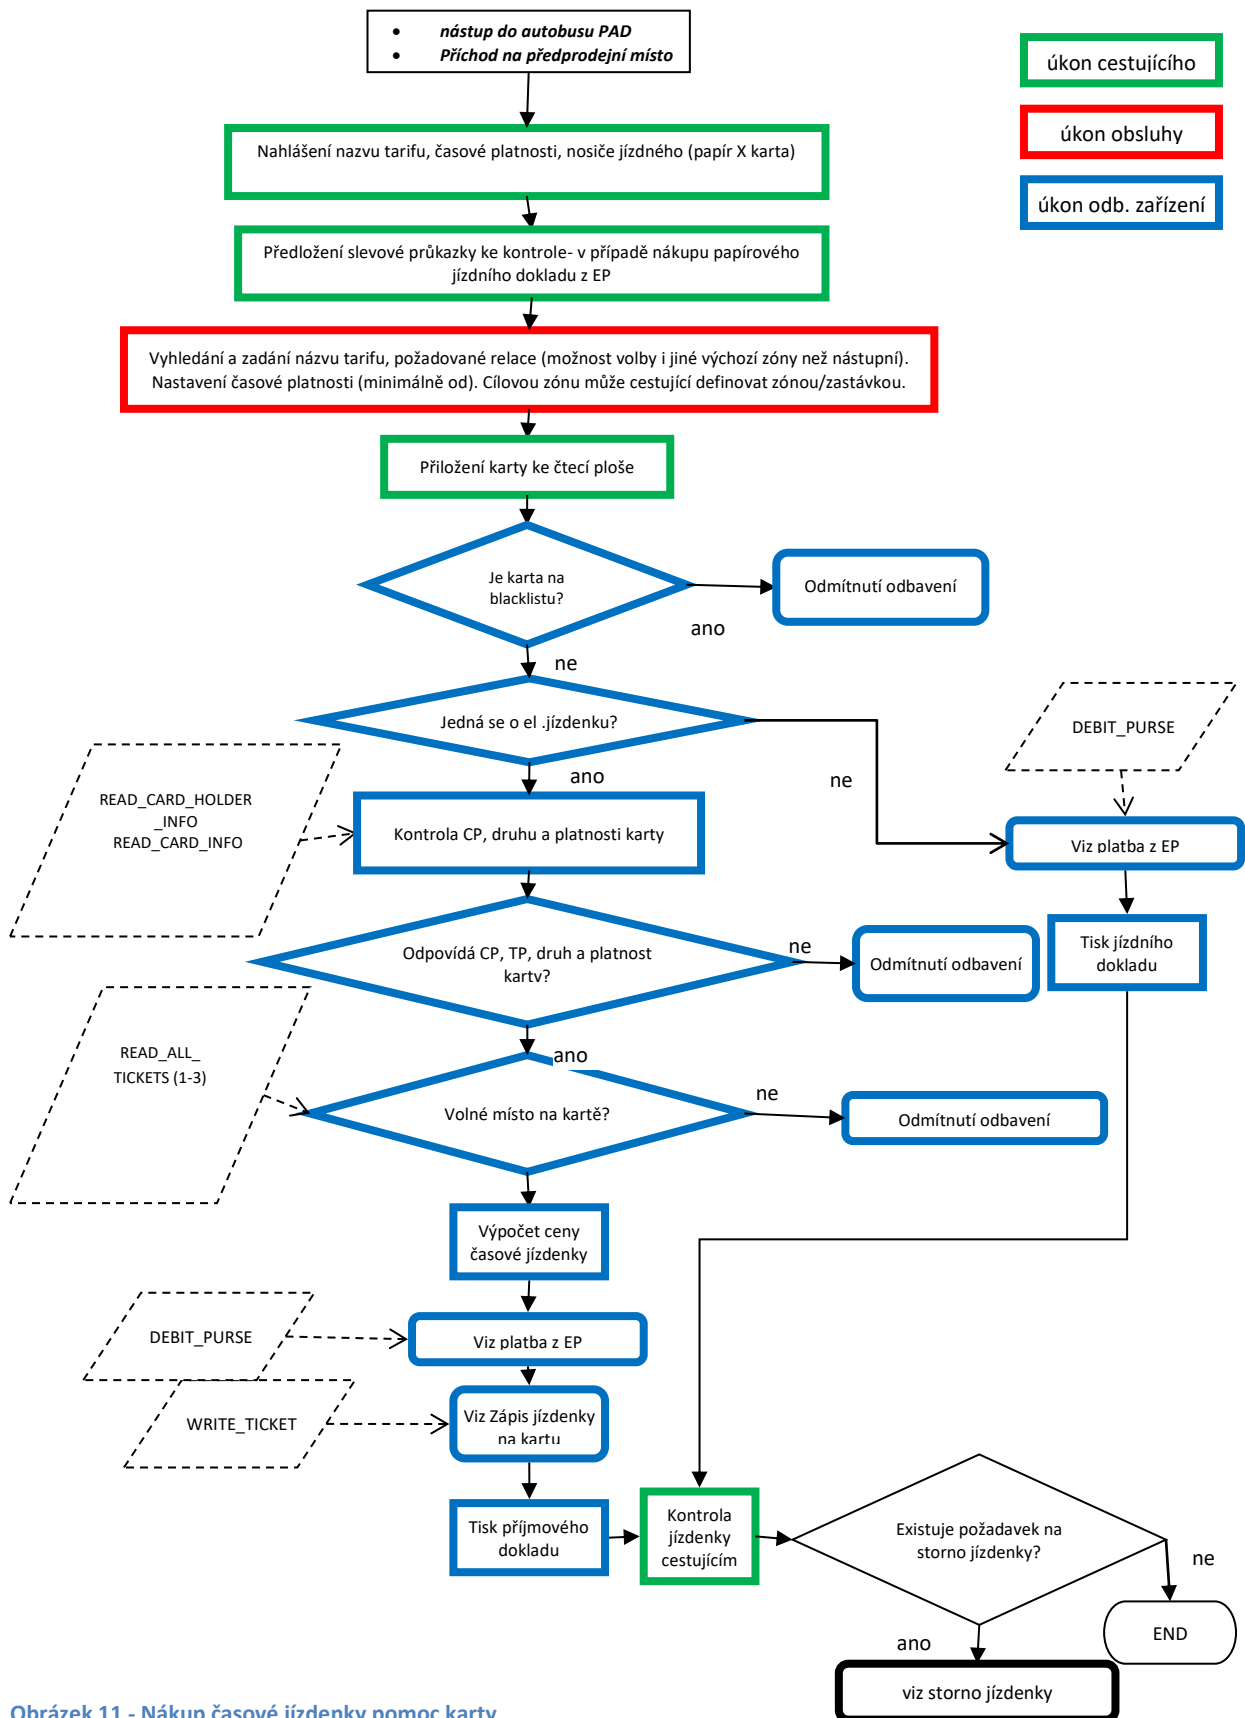 • nástup do autobusu PAD
• Příchod na předprodejní místo
úkon cestujícího
úkon obsluhy
úkon odb. zařízení
Nahlášení nazvu tarifu, časové platnosti, nosiče jízdného (papír X karta)
Předložení slevové průkazky ke kontrole- v případě nákupu papírového
jízdního dokladu z EP
Vyhledání a zadání názvu tarifu, požadované relace (možnost volby i jiné výchozí zóny než nástupní).
Nastavení časové platnosti (minimálně od). Cílovou zónu může cestující definovat zónou/zastávkou.
Přiložení karty ke čtecí ploše
Je karta na
blacklistu?
ano
Odmítnutí odbavení
ne
Jedná se o el .jízdenku?
ne
ano
DEBIT_PURSE
READ_CARD_HOLDER
_INFO
READ_CARD_INFO
Kontrola CP, druhu a platnosti karty
Viz platba z EP
Tisk jízdního
dokladu
Odpovídá CP, TP, druh a platnost
karty?
ne
Odmítnutí odbavení
ano
READ_ALL_
TICKETS (1-3)
Volné místo na kartě?
ne
Odmítnutí odbavení
Výpočet ceny
časové jízdenky
DEBIT_PURSE
Viz platba z EP
WRITE_TICKET
Viz Zápis jízdenky
na kartu
Tisk příjmového
dokladu
Kontrola
jízdenky
cestujícím
Existuje požadavek na
storno jízdenky?
ne
END
ano
viz storno jízdenky
Obrázek 11 - Nákup časové jízdenky pomoc karty